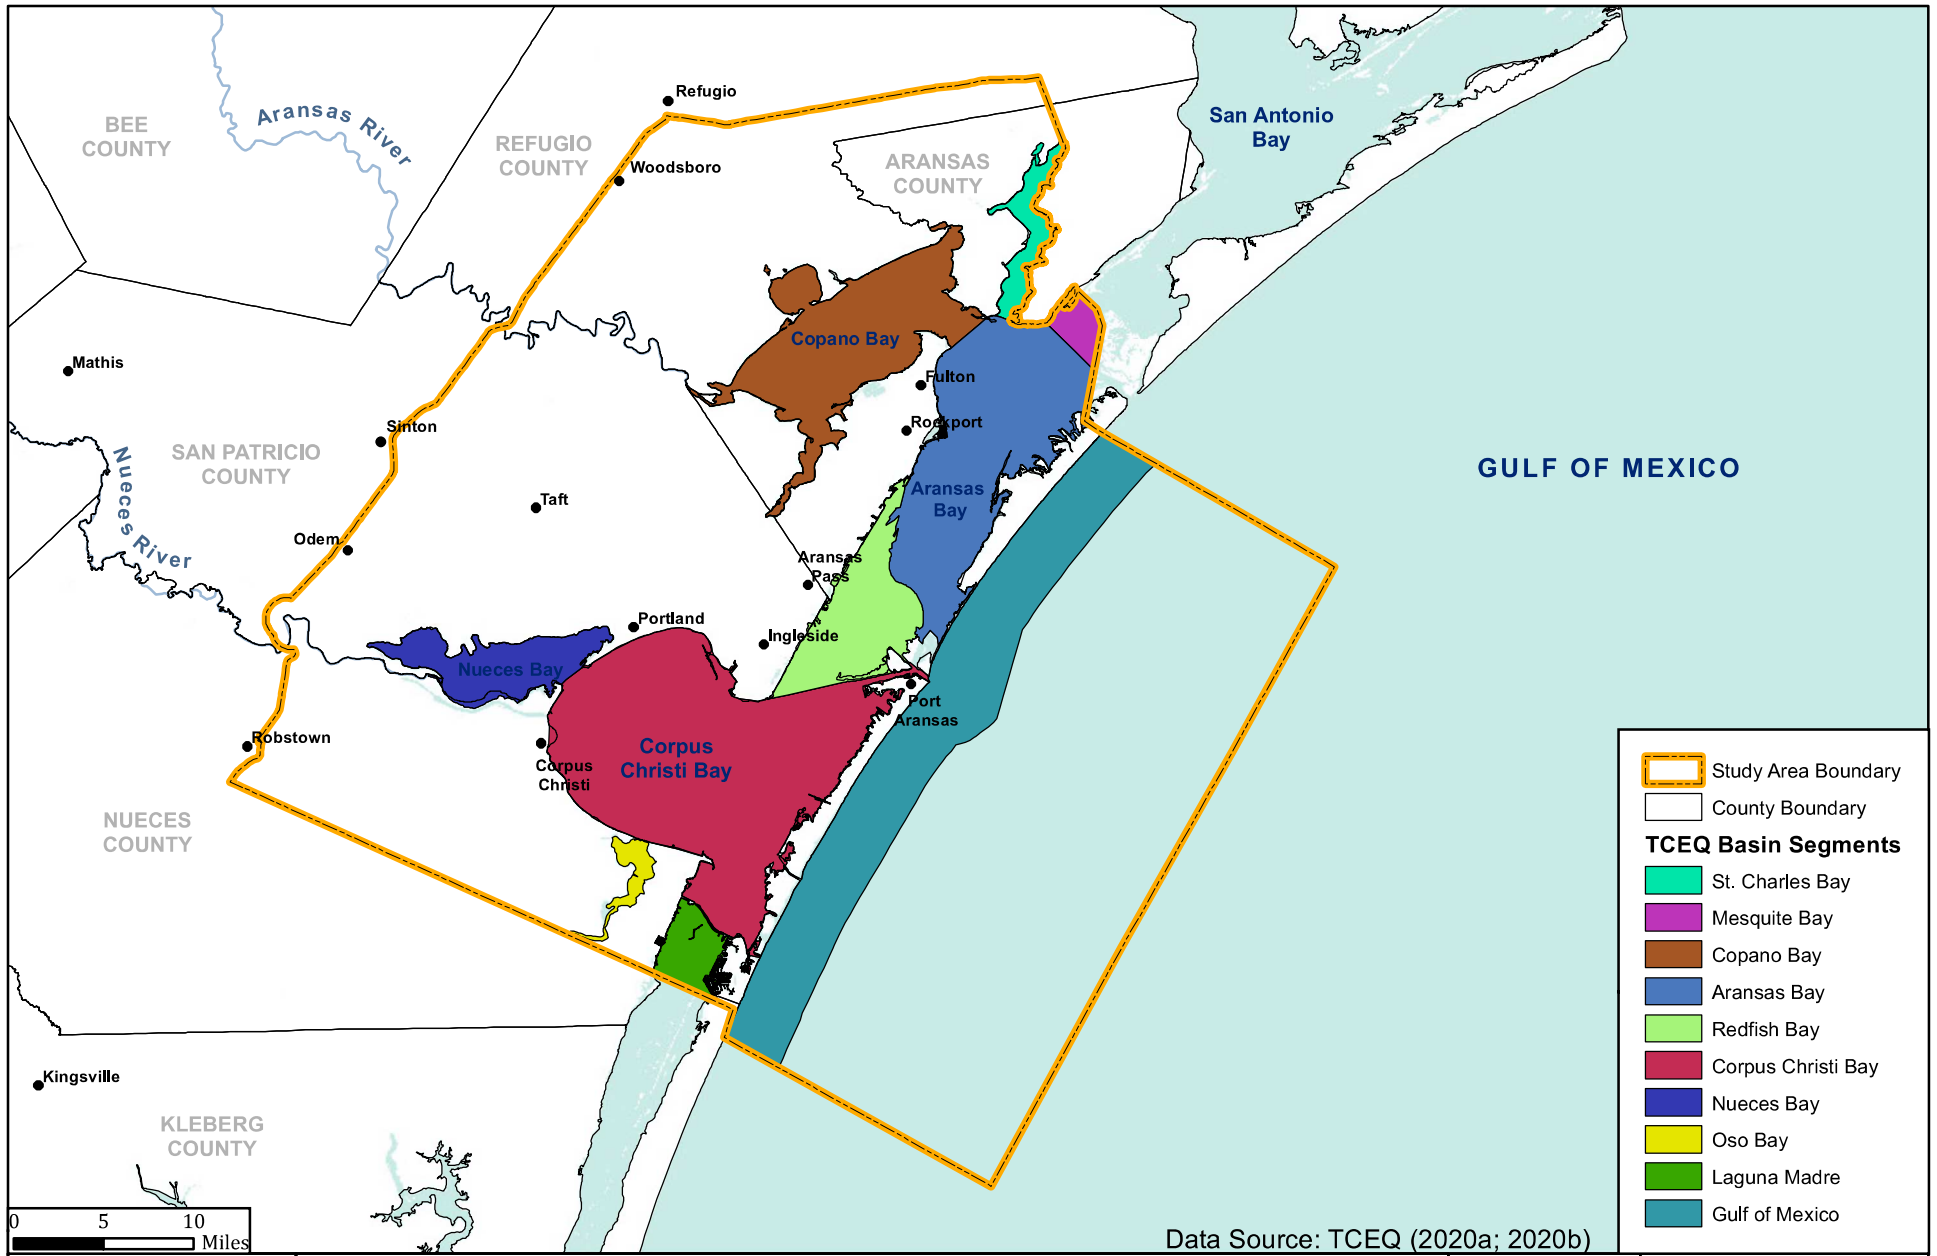 BEE
COUNTY
Aransas River
REFUGIO
COUNTY
Refugio
Woodsboro
ARANSAS
COUNTY
San Antonio
Bay
Mathis
Copano Bay
Fulton
Rockport
Sinton
SAN PATRICIO
COUNTY
Nueces River
Taft
Aransas
Bay
GULF OF MEXICO
Odem
Aransas
Pass
Portland
Ingleside
Nueces Bay
Port
Aransas
Robstown
Corpus
Christi Bay
Corpus
Christi
NUECES
COUNTY
Kingsville
KLEBERG
COUNTY
Study Area Boundary
County Boundary
TCEQ Basin Segments
St. Charles Bay
Mesquite Bay
Copano Bay
Aransas Bay
Redfish Bay
Corpus Christi Bay
Nueces Bay
Oso Bay
Laguna Madre
Gulf of Mexico
0 5 10
Miles
Data Source: TCEQ (2020a; 2020b)